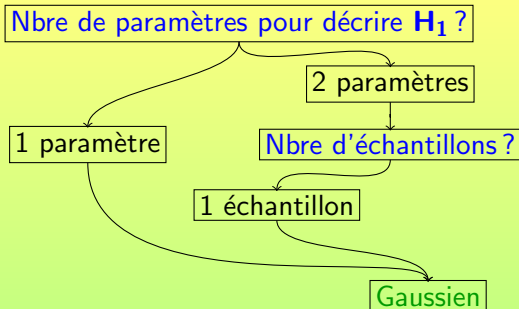 Nbre de paramètres pour décrire H₁ ?
2 paramètres
1 paramètre
Nbre d'échantillons ?
1 échantillon
Gaussien